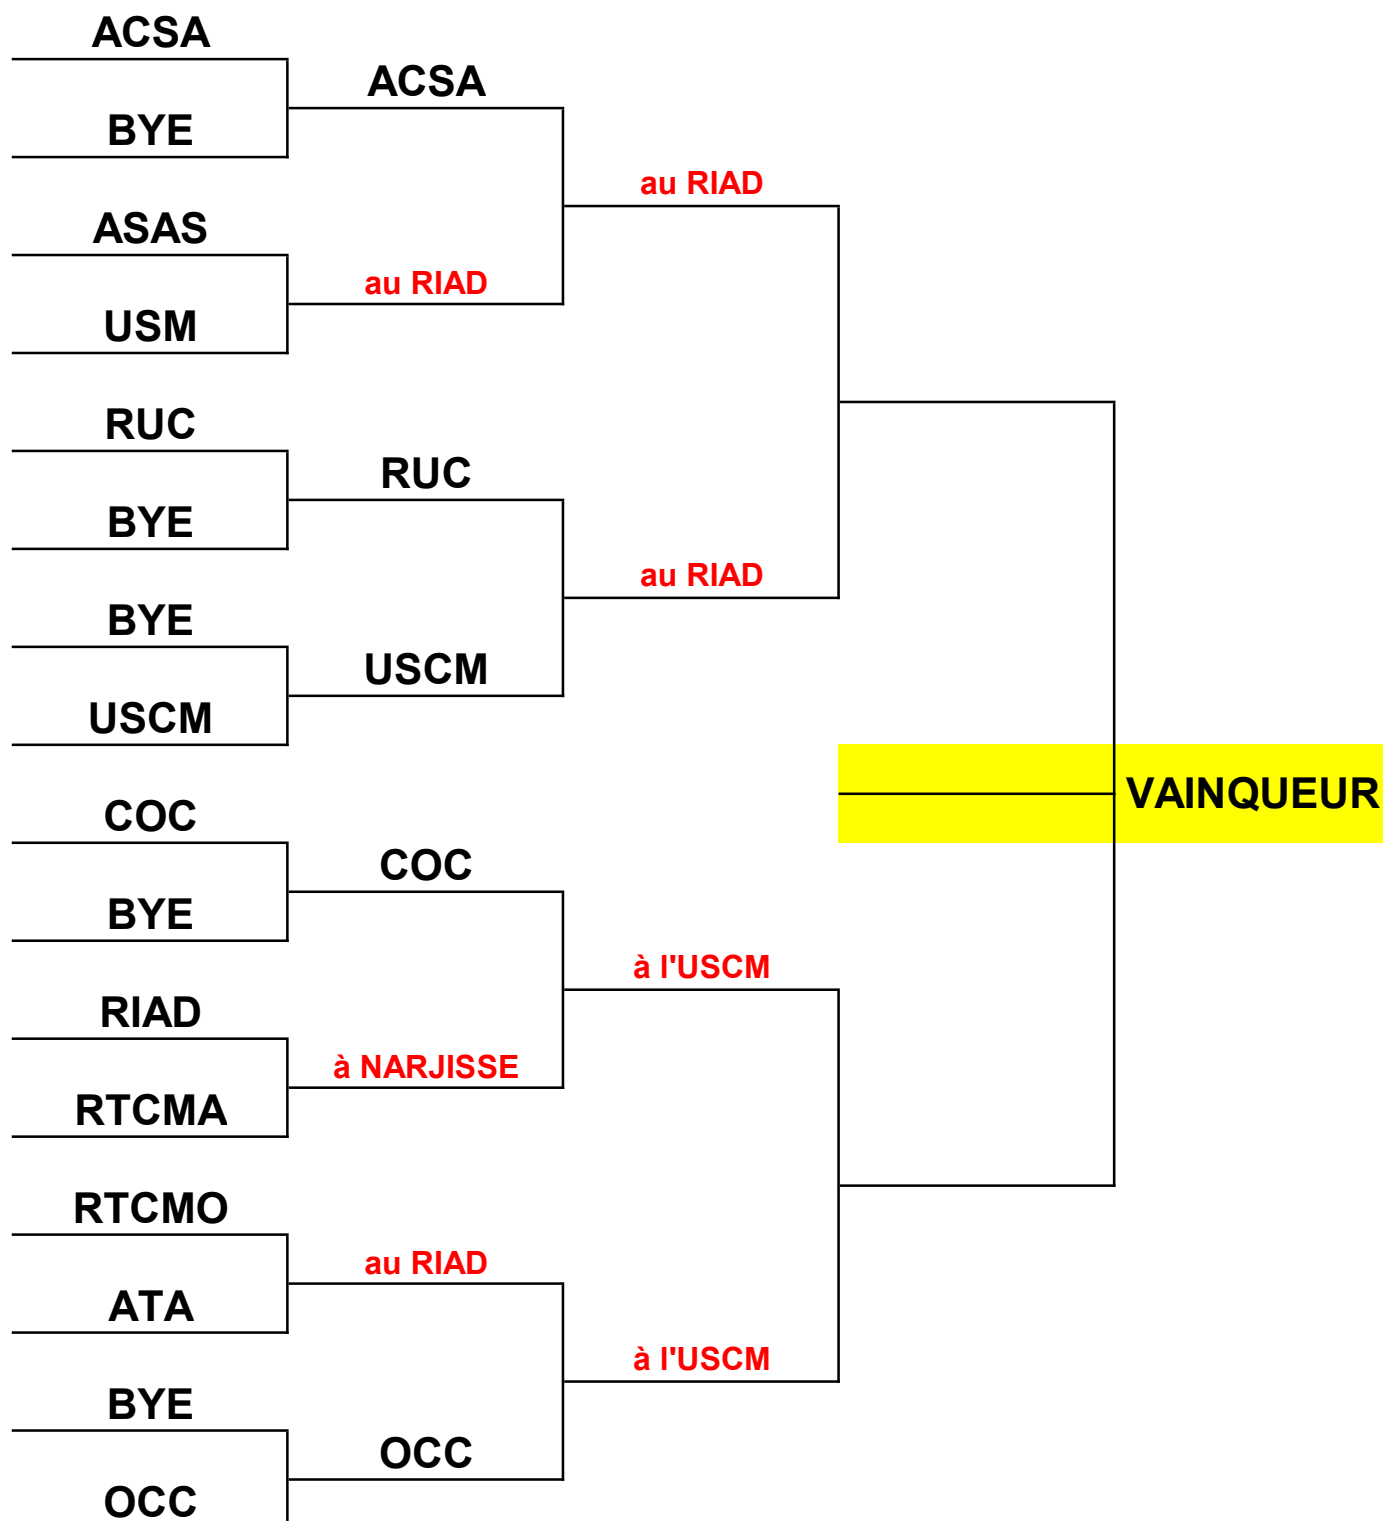 ACSA
ACSA
BYE
au RIAD
ASAS
au RIAD
USM
RUC
RUC
BYE
au RIAD
BYE
USCM
USCM
VAINQUEUR
COC
COC
BYE
à l'USCM
RIAD
à NARJISSE
RTCMA
RTCMO
au RIAD
ATA
à l'USCM
BYE
OCC
OCC